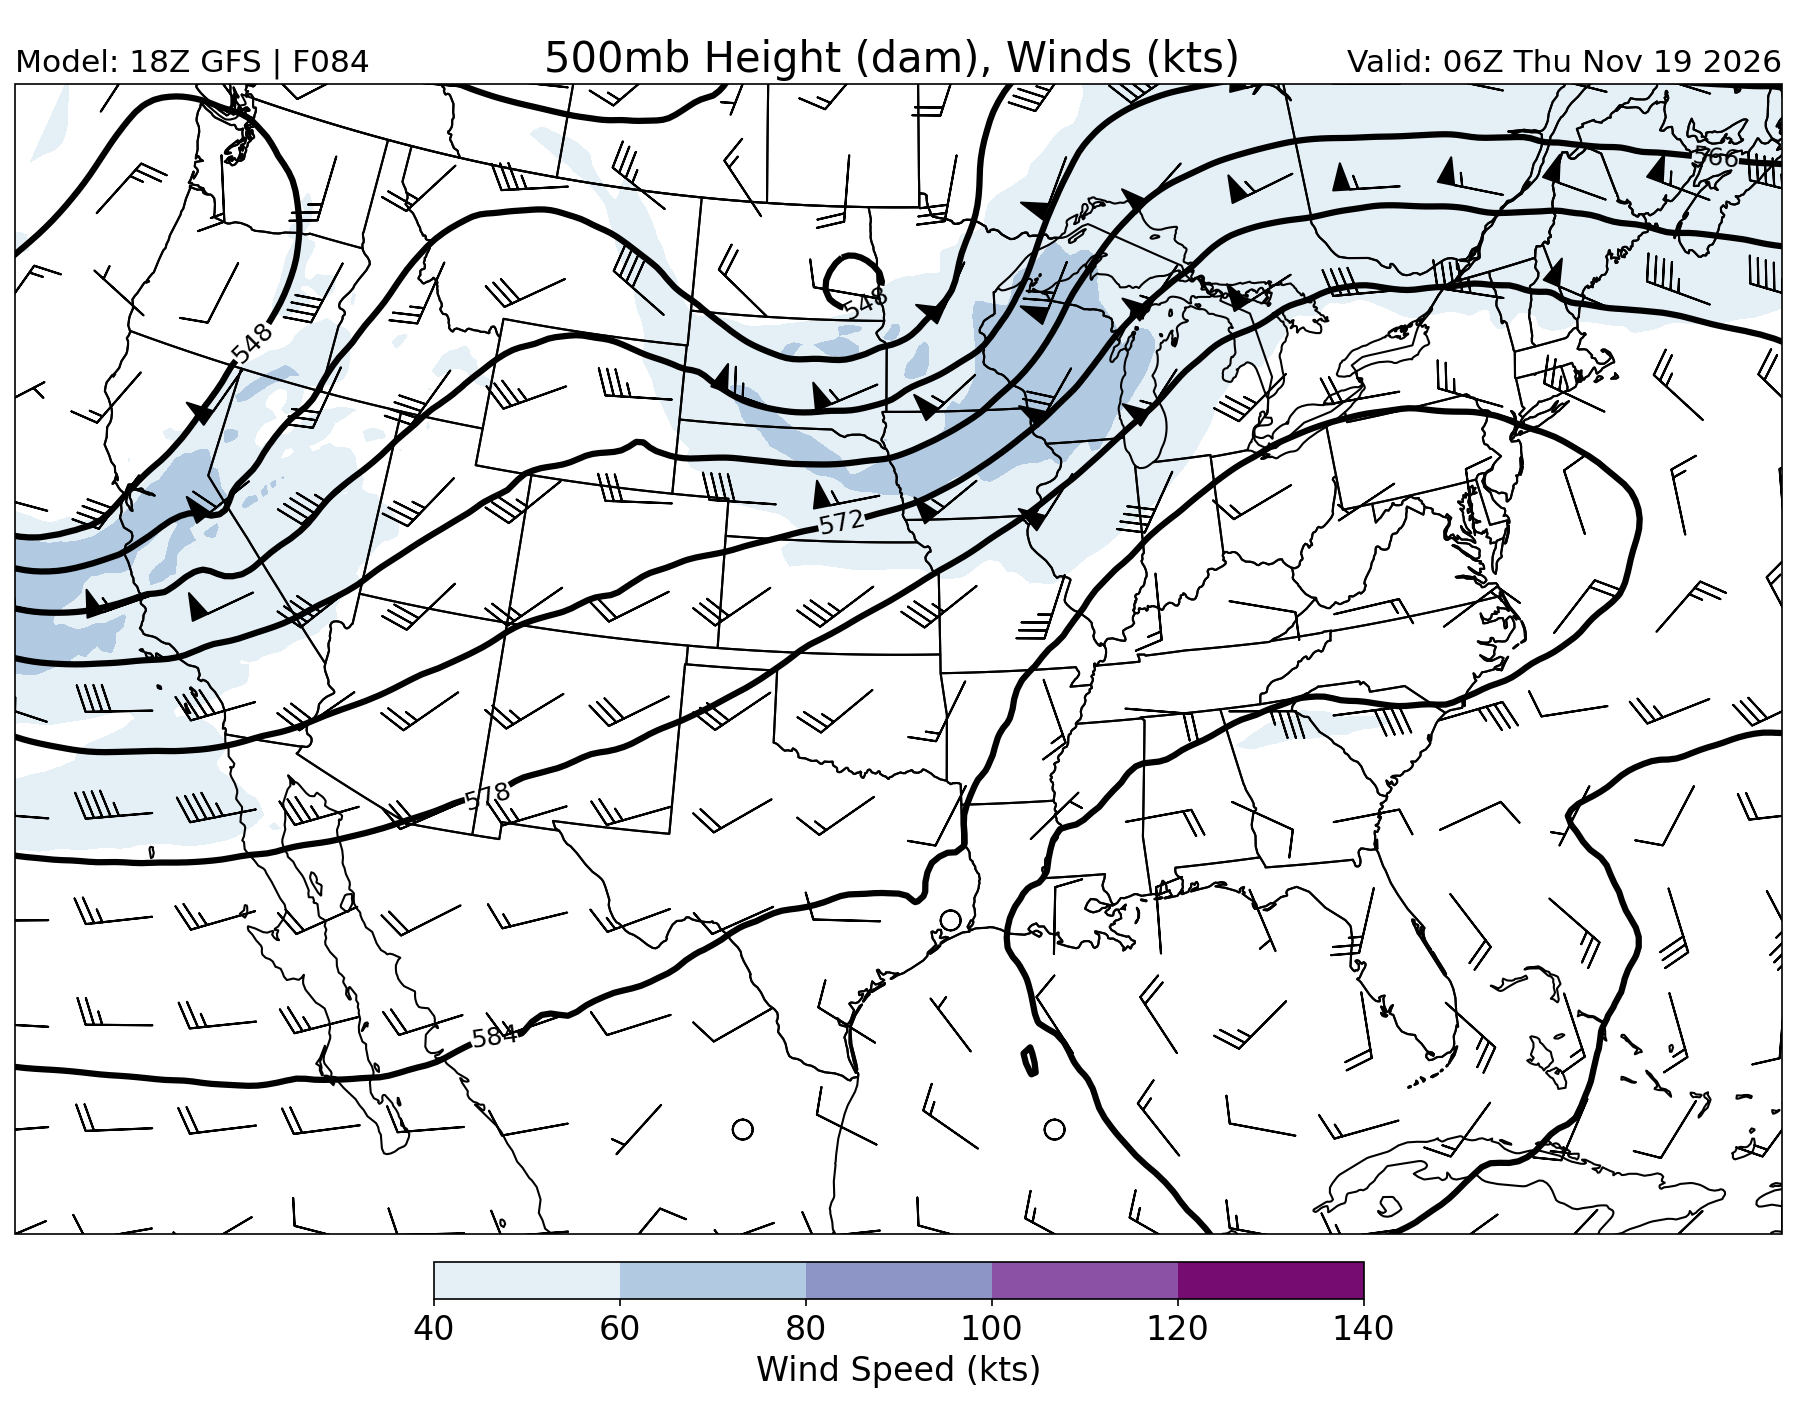 Model: 18Z GFS | F084
500mb Height (dam), Winds (kts)
Valid: 06Z Thu Nov 19 2026
566
548
548
572
578
584
40 60 80 100 120 140
Wind Speed (kts)